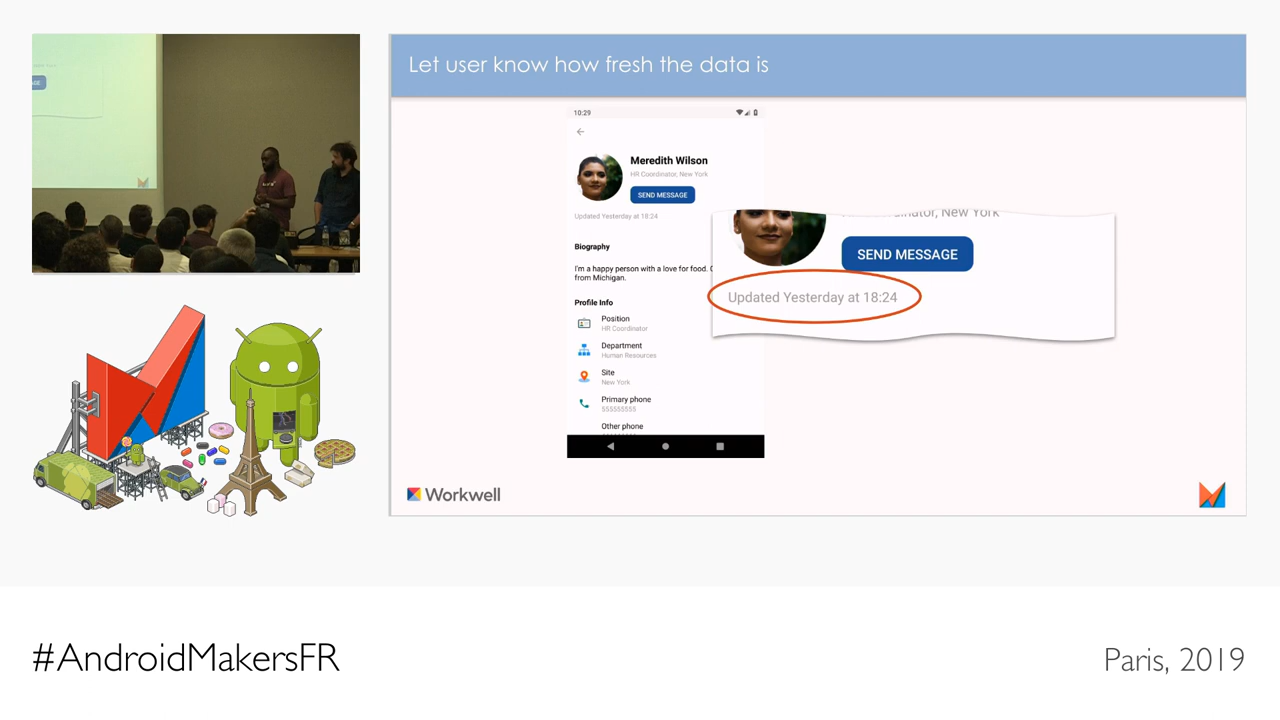 Let user know how fresh the data is
10:29
Meredith Wilson
HR Coordinator, New York
SEND MESSAGE
Updated Yesterday at 18:24
Biography
I'm a happy person with a love for food.
from Michigan.
Profile Info
Position
HR Coordinator
Department
Human Resources
Site
New York
Primary phone
555555555
Other phone
New York
SEND MESSAGE
Updated Yesterday at 18:24
Workwell
#AndroidMakersFR
Paris, 2019